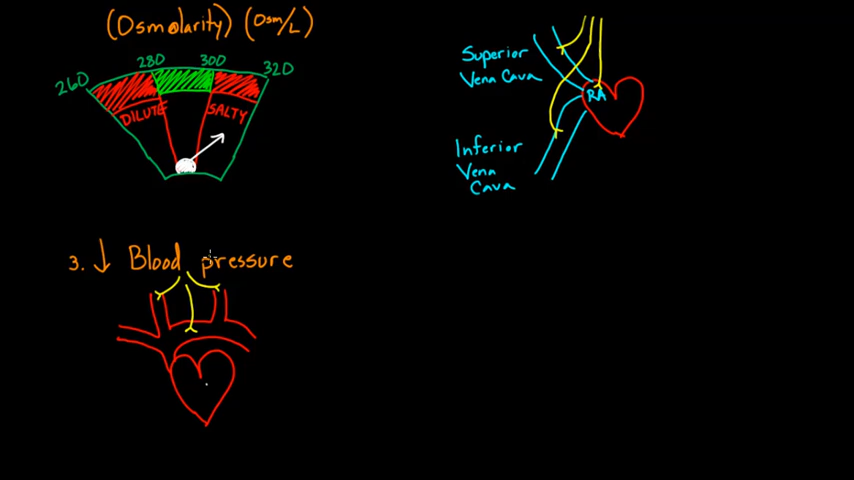 (Osmolarity) (Osm/L)
260 280 300 320
DILUTE SALTY
Superior
Vena Cava
RA
Inferior
Vena
Cava
3. ↓ Blood pressure